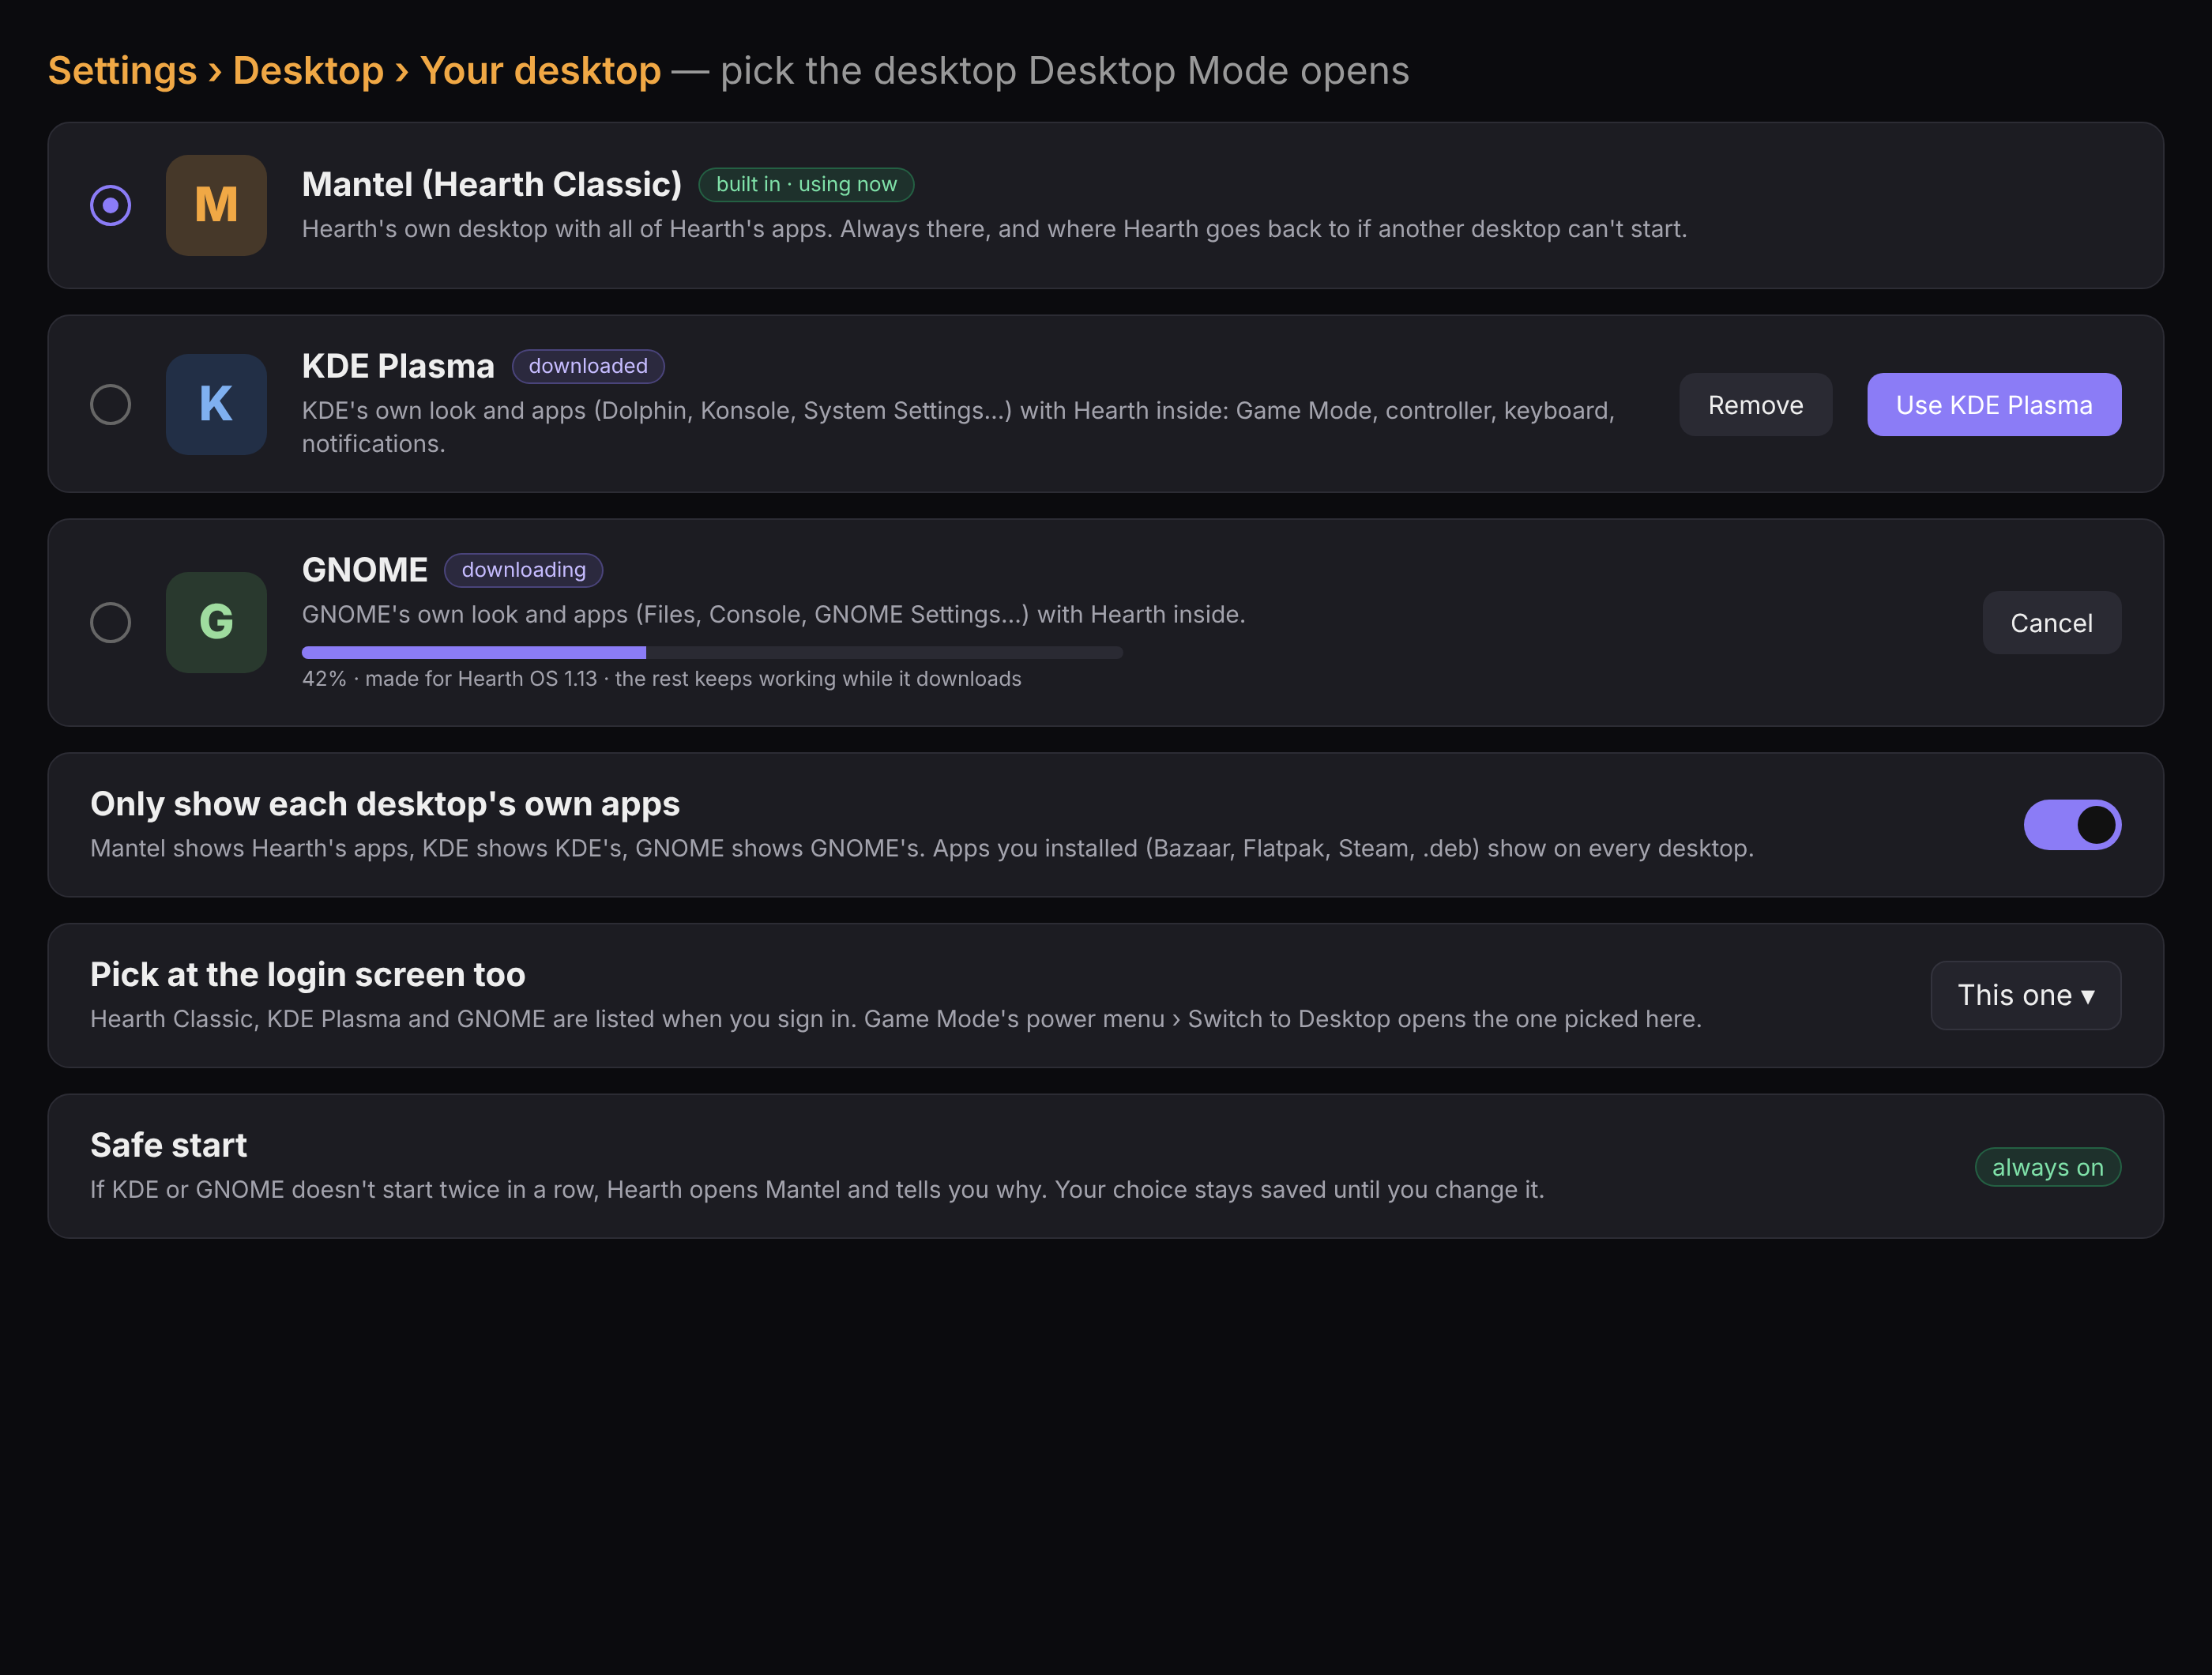 Settings › Desktop › Your desktop — pick the desktop Desktop Mode opens
M
Mantel (Hearth Classic) built in · using now
Hearth's own desktop with all of Hearth's apps. Always there, and where Hearth goes back to if another desktop can't start.
K
KDE Plasma downloaded
KDE's own look and apps (Dolphin, Konsole, System Settings...) with Hearth inside: Game Mode, controller, keyboard,
notifications.
Remove
Use KDE Plasma
G
GNOME downloading
GNOME's own look and apps (Files, Console, GNOME Settings...) with Hearth inside.
42% · made for Hearth OS 1.13 · the rest keeps working while it downloads
Cancel
Only show each desktop's own apps
Mantel shows Hearth's apps, KDE shows KDE's, GNOME shows GNOME's. Apps you installed (Bazaar, Flatpak, Steam, .deb) show on every desktop.
Pick at the login screen too
Hearth Classic, KDE Plasma and GNOME are listed when you sign in. Game Mode's power menu › Switch to Desktop opens the one picked here.
This one ▾
Safe start
If KDE or GNOME doesn't start twice in a row, Hearth opens Mantel and tells you why. Your choice stays saved until you change it.
always on